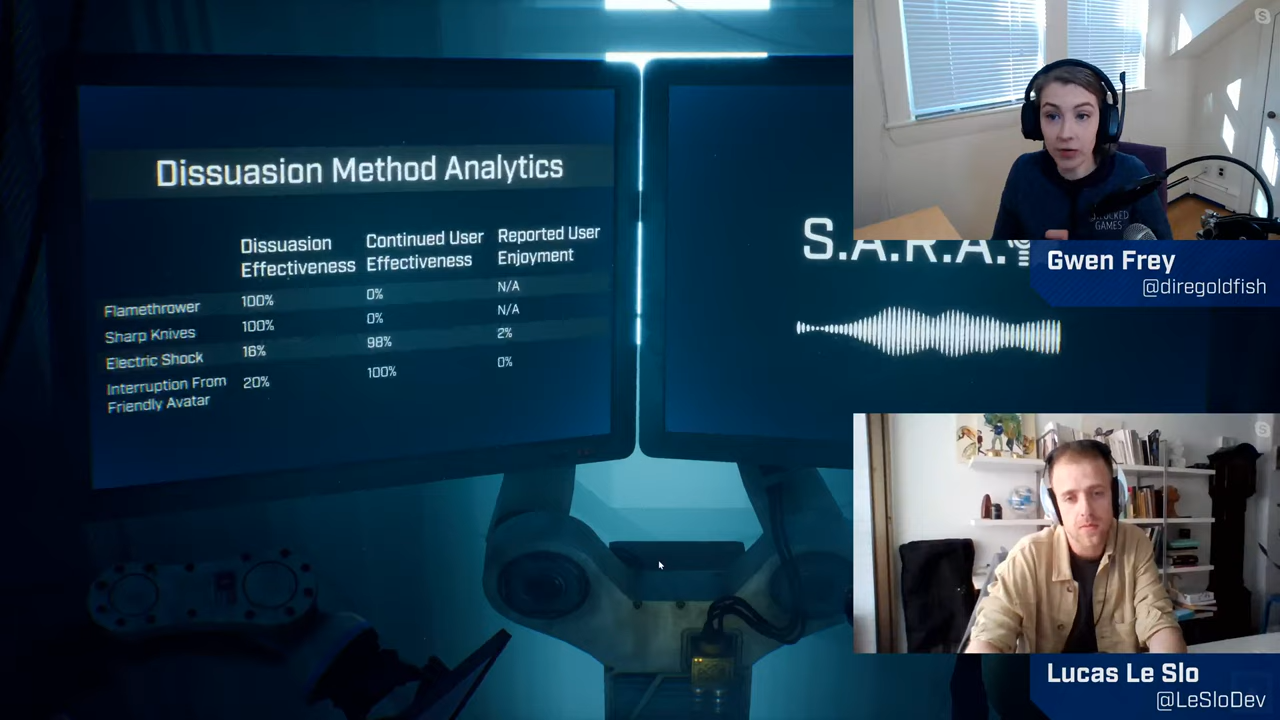 Dissuasion Method Analytics
Dissuasion Effectiveness
Continued User Effectiveness
Reported User Enjoyment
Flamethrower 100% 0% N/A
Sharp Knives 100% 0% N/A
Electric Shock 16% 98% 2%
Interruption From Friendly Avatar 20% 100% 0%
S.A.R.A.
GAMES
Gwen Frey
@diregoldfish
Lucas Le Slo
@LeSloDev